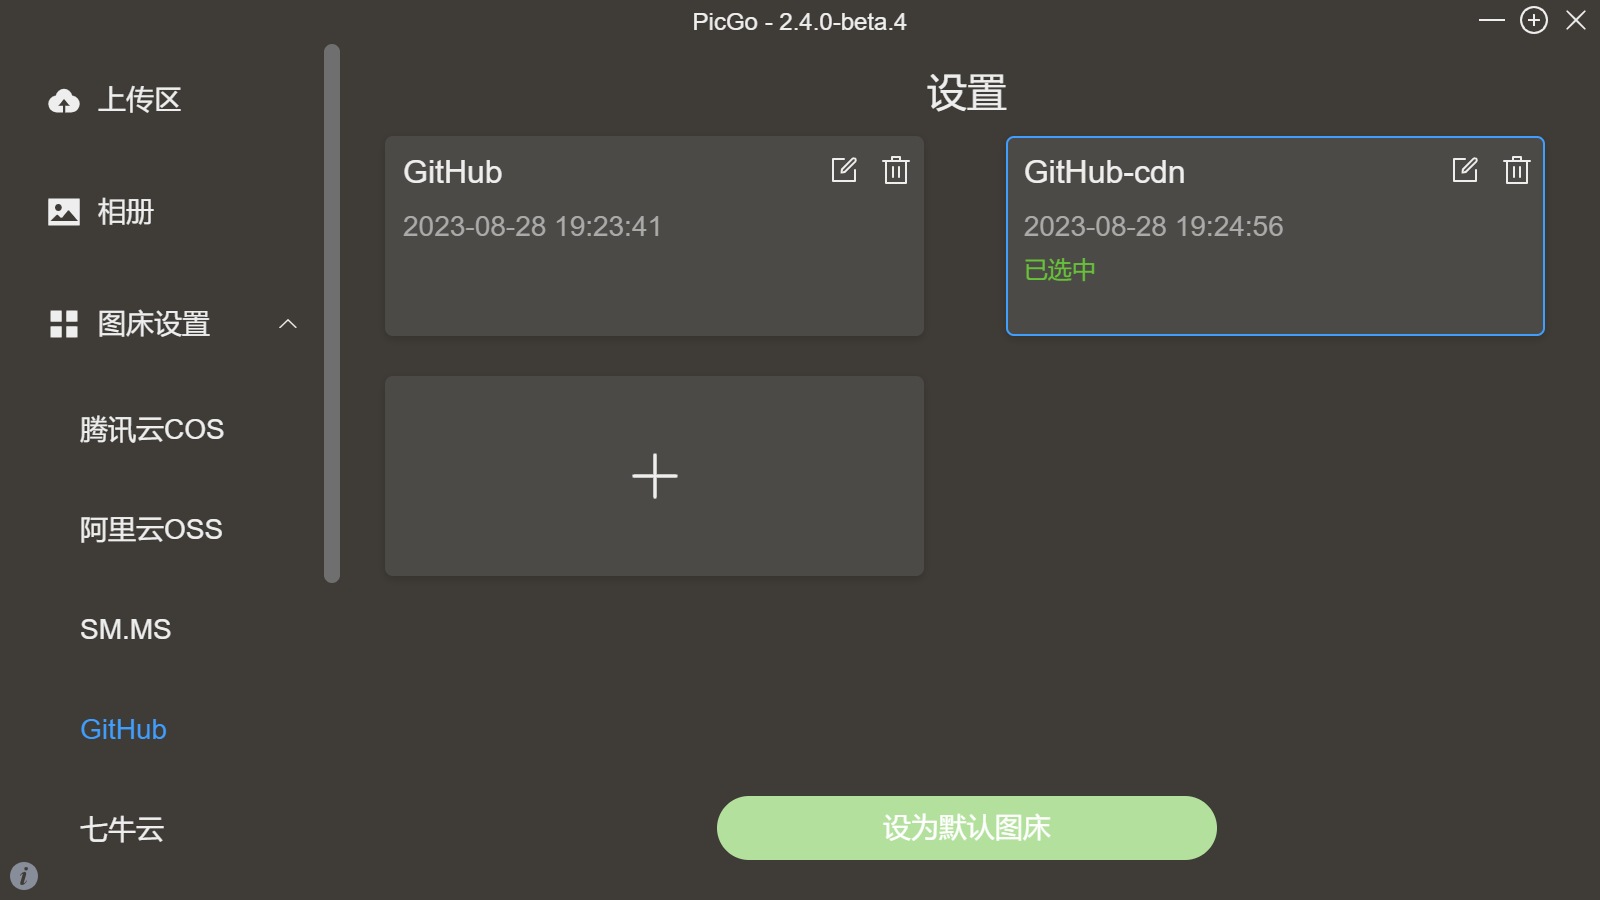 PicGo - 2.4.0-beta.4
上传区
相册
图床设置
腾讯云COS
阿里云OSS
SM.MS
GitHub
七牛云
设置
GitHub
2023-08-28 19:23:41
GitHub-cdn
2023-08-28 19:24:56
已选中
设为默认图床